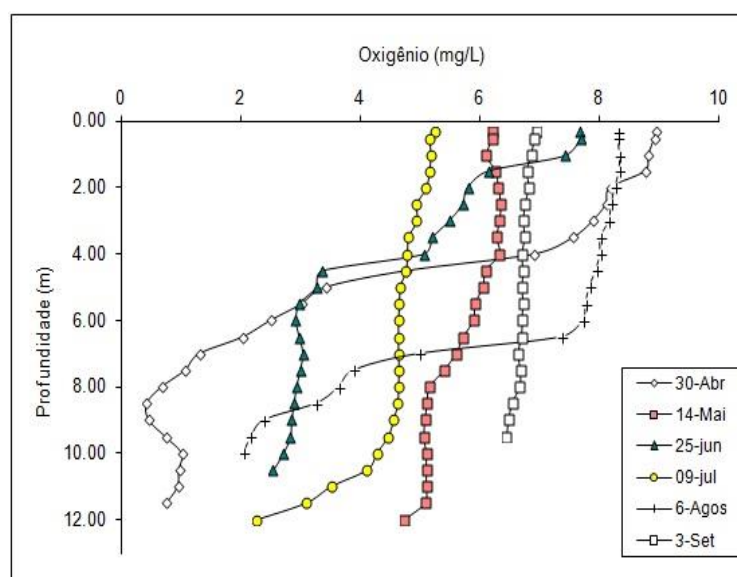 Oxigênio (mg/L)
0 2 4 6 8 10
0.00
2.00
4.00
6.00
8.00
10.00
12.00
Profundidade (m)
30-Abr
14-Mai
25-jun
09-jul
6-Agos
3-Set